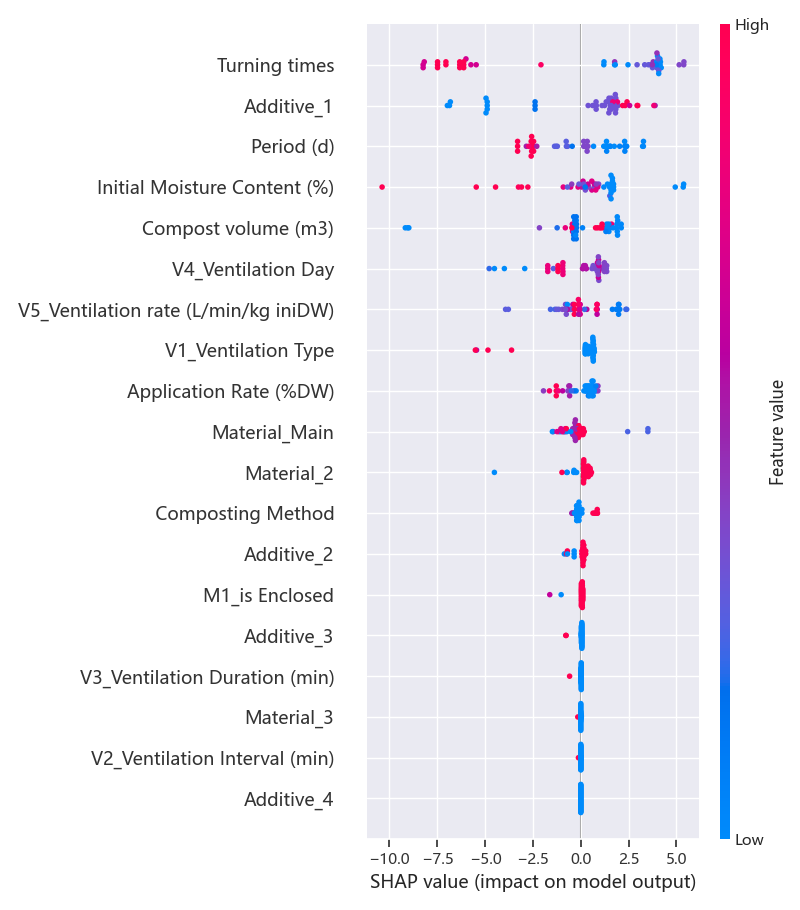 High
Turning times
Additive_1
Period (d)
Initial Moisture Content (%)
Compost volume (m3)
V4_Ventilation Day
V5_Ventilation rate (L/min/kg iniDW)
V1_Ventilation Type
Application Rate (%DW)
Material_Main
Material_2
Composting Method
Additive_2
M1_is Enclosed
Additive_3
V3_Ventilation Duration (min)
Material_3
V2_Ventilation Interval (min)
Additive_4
Feature value
Low
−10.0 −7.5 −5.0 −2.5 0.0 2.5 5.0
SHAP value (impact on model output)